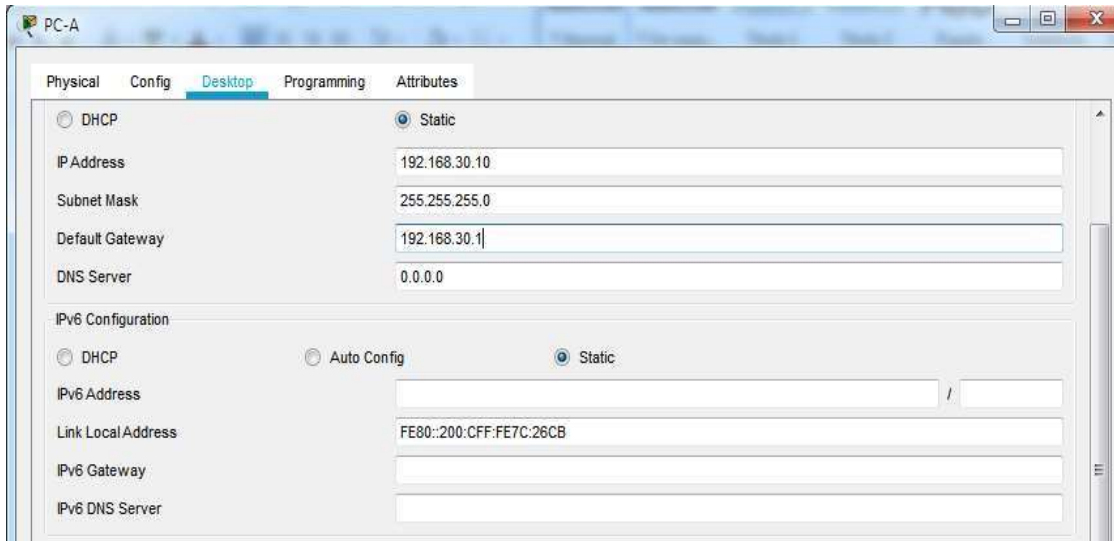 PC-A
Physical Config Desktop Programming Attributes
DHCP Static
IP Address 192.168.30.10
Subnet Mask 255.255.255.0
Default Gateway 192.168.30.1
DNS Server 0.0.0.0
IPv6 Configuration
DHCP Auto Config Static
IPv6 Address /
Link Local Address FE80::200:CFF:FE7C:26CB
IPv6 Gateway
IPv6 DNS Server